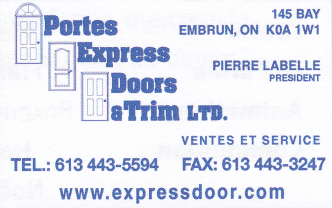 Portes
Express
Doors
& Trim LTD.
145 BAY
EMBRUN, ON K0A 1W1
PIERRE LABELLE
PRESIDENT
VENTES ET SERVICE
TEL.: 613 443-5594 FAX: 613 443-3247
www.expressdoor.com